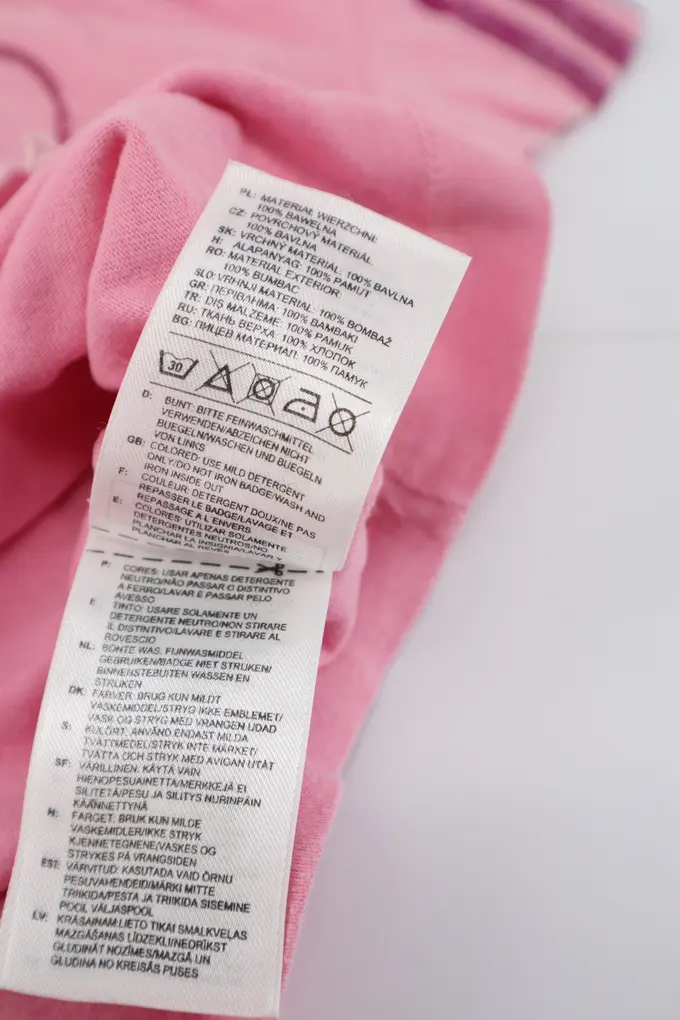 PL: MATERIAŁ WIERZCHNI:
100% BAWEŁNA
CZ: POVRCHOVÝ MATERIÁL:
100% BAVLNA
SK: VRCHNÝ MATERIÁL: 100% BAVLNA
H: ALAPANYAG: 100% PAMUT
RO: MATERIAL EXTERIOR:
100% BUMBAC
SLO: VRHNJI MATERIAL: 100% BOMBAŽ
GR: ΠΕΡΙΒΛΗΜΑ: 100% ΒΑΜΒΑΚΙ
TR: DIŞ MALZEME: 100% PAMUK
RU: ТКАНЬ ВЕРХА: 100% ХЛОПОК
BG: ЛИЦЕВ МАТЕРИАЛ: 100% ПАМУК
30
D: BUNT: BITTE FEINWASCHMITTEL
VERWENDEN/ABZEICHEN NICHT
BUEGELN/WASCHEN UND BUEGELN
VON LINKS
GB: COLORED: USE MILD DETERGENT
ONLY/DO NOT IRON BADGE/WASH AND
IRON INSIDE OUT
F: COULEUR: DETERGENT DOUX/NE PAS
REPASSER LE BADGE/LAVAGE ET
REPASSAGE A L ENVERS
E: COLORES: UTILIZAR SOLAMENTE
DETERGENTES NEUTROS/NO
PLANCHAR LA INSIGNIA/LAVAR Y
PLANCHAR AL REVÉS
P: CORES: USAR APENAS DETERGENTE
NEUTRO/NÃO PASSAR O DISTINTIVO
A FERRO/LAVAR E PASSAR PELO
AVESSO
I: TINTO: USARE SOLAMENTE UN
DETERGENTE NEUTRO/NON STIRARE
IL DISTINTIVO/LAVARE E STIRARE AL
ROVESCIO
NL: BONTE WAS: FIJNWASMIDDEL
GEBRUIKEN/BADGE NIET STRIJKEN/
BINNENSTEBUITEN WASSEN EN
STRIJKEN
DK: FARVER: BRUG KUN MILDT
VASKEMIDDEL/STRYG IKKE EMBLEMET/
VASK OG STRYG MED VRANGEN UDAD
S: KULÖRT: ANVÄND ENDAST MILDA
TVÄTTMEDEL/STRYK INTE MÄRKET/
TVÄTTA OCH STRYK MED AVIGAN UTÅT
SF: VÄRILLINEN: KÄYTÄ VAIN
HIENOPESUAINETTA/MERKKEJÄ EI
SILITETÄ/PESU JA SILITYS NURINPÄIN
KÄÄNNETTYNÄ
N: FARGET: BRUK KUN MILDE
VASKEMIDLER/IKKE STRYK
KJENNETEGNENE/VASKES OG
STRYKES PÅ VRANGSIDEN
EST: VÄRVITUD: KASUTADA VAID ÕRNU
PESUVAHENDEID/MÄRKI MITTE
TRIIKIDA/PESTA JA TRIIKIDA SISEMINE
POOL VÄLJASPOOL
LV: KRĀSAINAM: LIETO TIKAI SMALKVEĻAS
MAZGĀŠANAS LĪDZEKLI/NEDRĪKST
GLUDINĀT NOZĪMES/MAZGĀ UN
GLUDINA NO KREISĀS PUSES